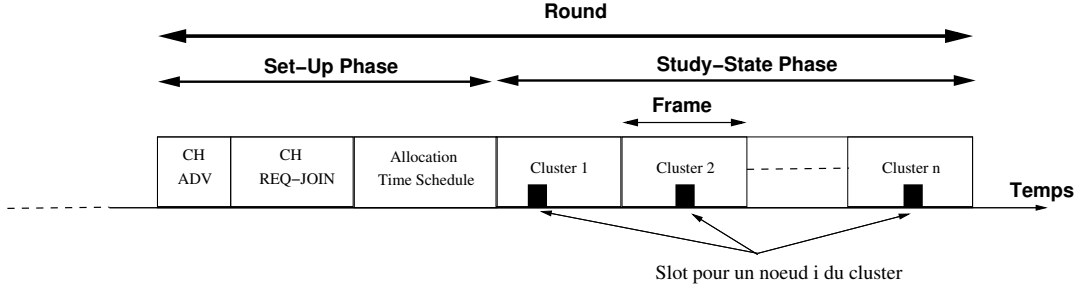 Round
Set–Up Phase
Study–State Phase
Frame
CH
ADV
CH
REQ–JOIN
Allocation
Time Schedule
Cluster 1
Cluster 2
Cluster n
Temps
Slot pour un noeud i du cluster